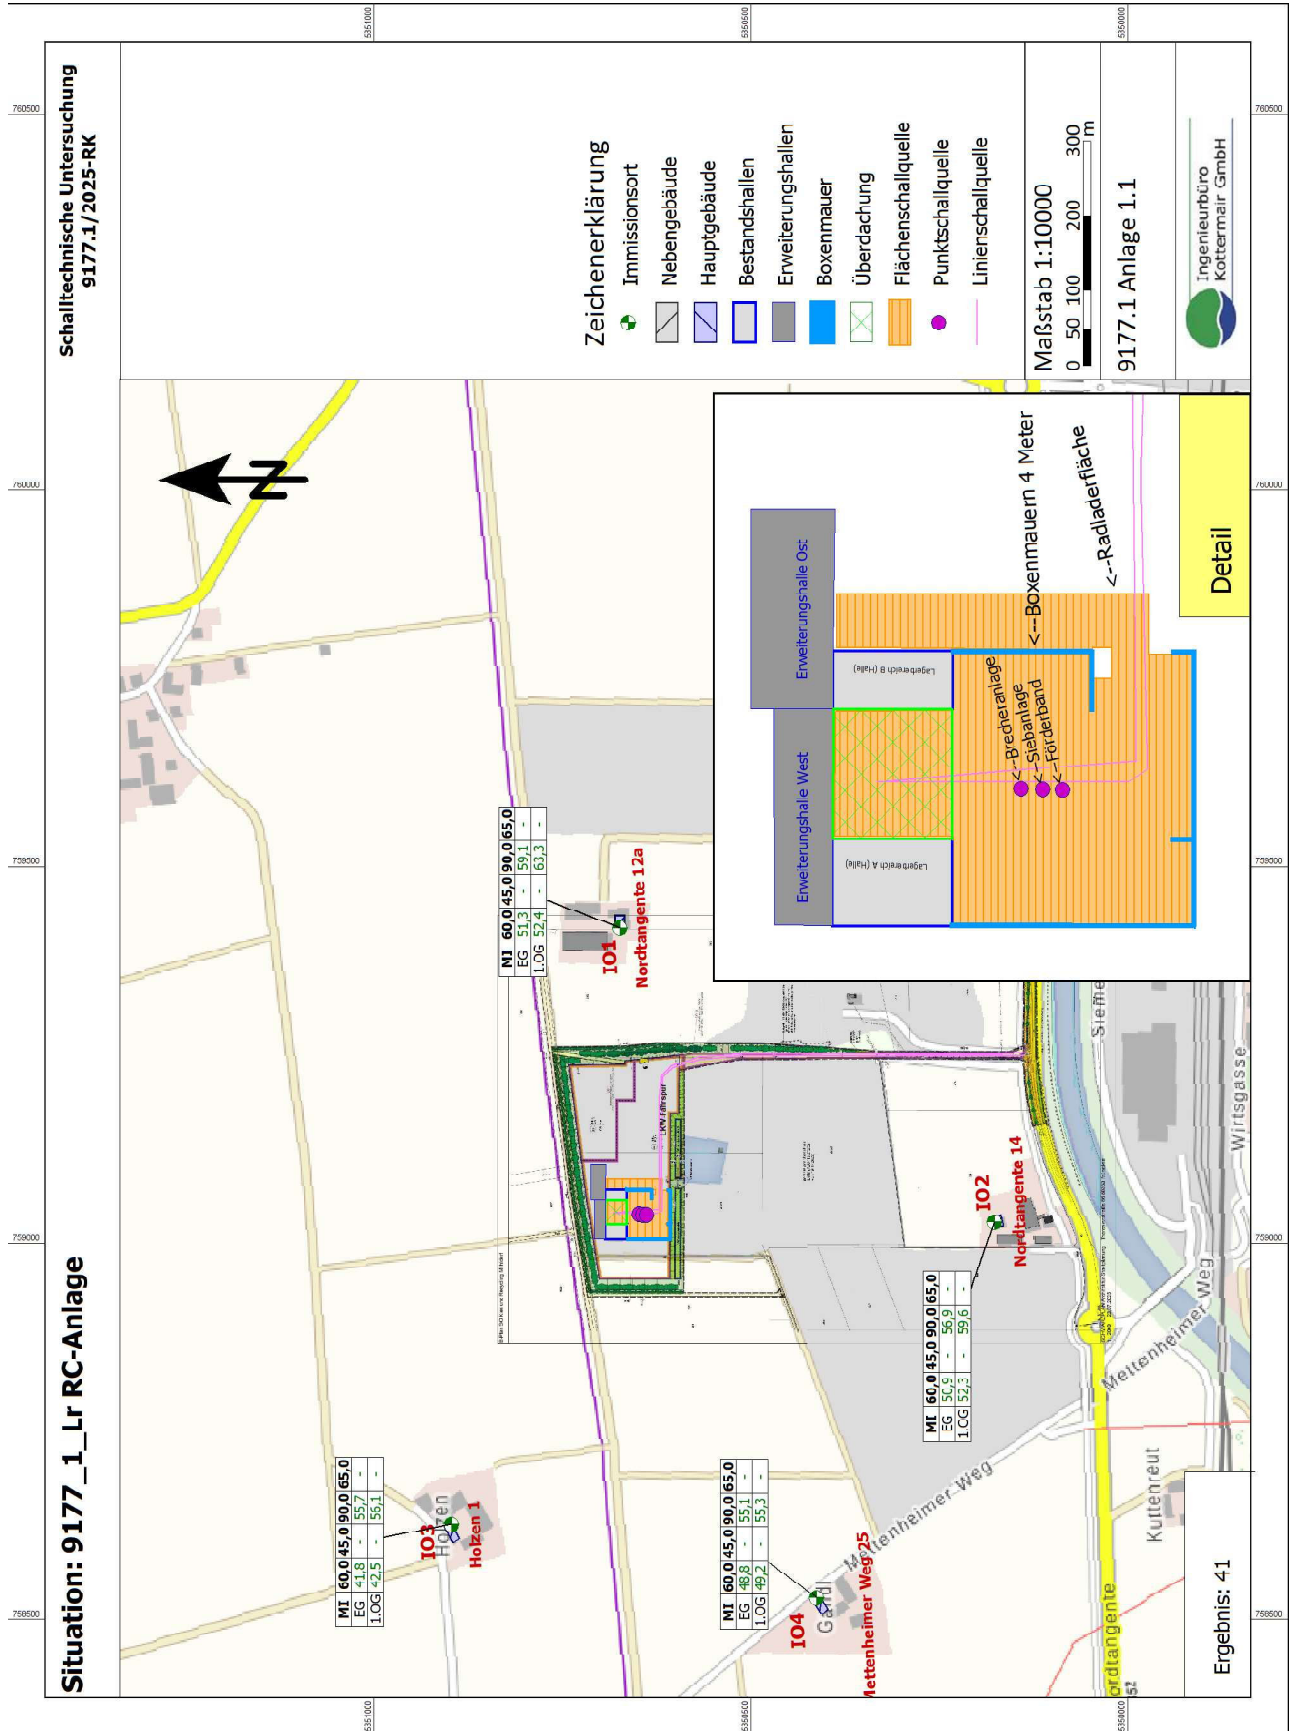 Situation: 9177_1_Lr RC-Anlage
Schalltechnische Untersuchung
9177.1/2025-RK
758500
759000
759500
760000
760500
5351000
5350500
5350000
N
Holzen
IO3
Holzen 1
MI 60,0 45,0 90,0 65,0
EG 41,8 - 55,7 -
1.OG 42,5 - 56,1 -
IO1
Nordtangente 12a
MI 60,0 45,0 90,0 65,0
EG 51,3 - 59,1 -
1.OG 52,4 - 63,3 -
IO4
Mettenheimer Weg 25
MI 60,0 45,0 90,0 65,0
EG 48,8 - 55,1 -
1.OG 49,2 - 55,3 -
IO2
Nordtangente 14
MI 60,0 45,0 90,0 65,0
EG 50,9 - 56,9 -
1.OG 52,3 - 59,6 -
LKW Fahrspur
Mettenheimer Weg
Mettenheimer Weg
Kuttenreut
ordtangente
Wirtsgasse
Sieme
Ergebnis: 41
Erweiterungshalle West
Erweiterungshalle Ost
Lagerbereich A (Halle)
Lagerbereich B (Halle)
<--Brecheranlage
<--Siebanlage
<--Förderband
<--Boxenmauern 4 Meter
<--Radladerfläche
Detail
Zeichenerklärung
Immissionsort
Nebengebäude
Hauptgebäude
Bestandshallen
Erweiterungshallen
Boxenmauer
Überdachung
Flächenschallquelle
Punktschallquelle
Linienschallquelle
Maßstab 1:10000
0 50 100 200 300
m
9177.1 Anlage 1.1
Ingenieurbüro
Kottermair GmbH